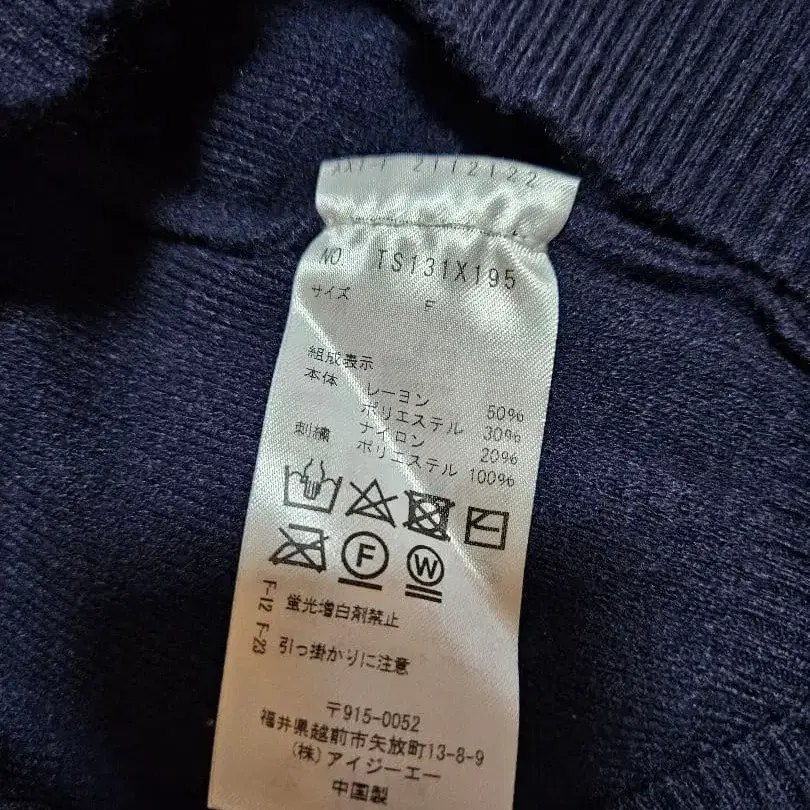 2112122
NO TS131X195
サイズ F
組成表示
本体 レーヨン 50%
ポリエステル 30%
ナイロン 20%
刺繍 ポリエステル 100%
F
W
F-12 蛍光増白剤禁止
F-23 引っ掛かりに注意
〒915-0052
福井県越前市矢放町13-8-9
(株)アイジーエー
中国製